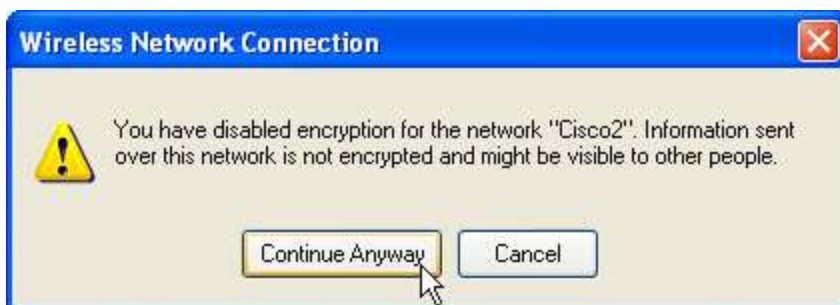 Wireless Network Connection
You have disabled encryption for the network "Cisco2". Information sent
over this network is not encrypted and might be visible to other people.
Continue Anyway
Cancel